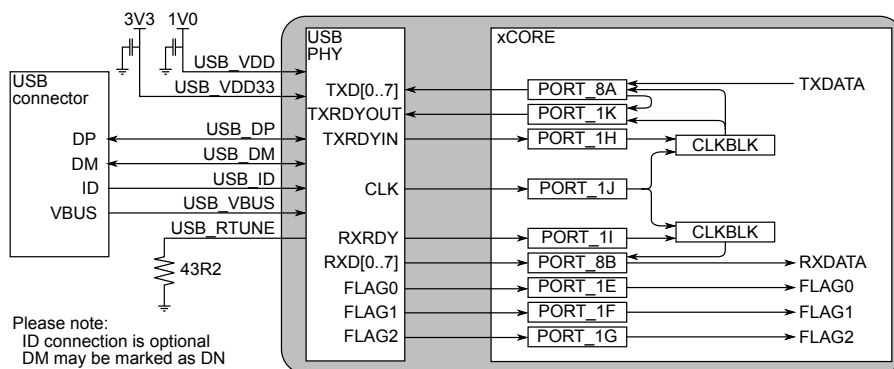 3V3 1V0
USB PHY
xCORE
USB_VDD
USB connector
USB_VDD33
TXD[0..7]
PORT_8A
TXDATA
TXRDYOUT
PORT_1K
DP
USB_DP
TXRDYIN
PORT_1H
CLKBLK
DM
USB_DM
ID
USB_ID
CLK
PORT_1J
VBUS
USB_VBUS
USB_RTUNE
RXRDY
PORT_1I
CLKBLK
43R2
RXD[0..7]
PORT_8B
RXDATA
FLAG0
PORT_1E
FLAG0
FLAG1
PORT_1F
FLAG1
FLAG2
PORT_1G
FLAG2
Please note:
ID connection is optional
DM may be marked as DN